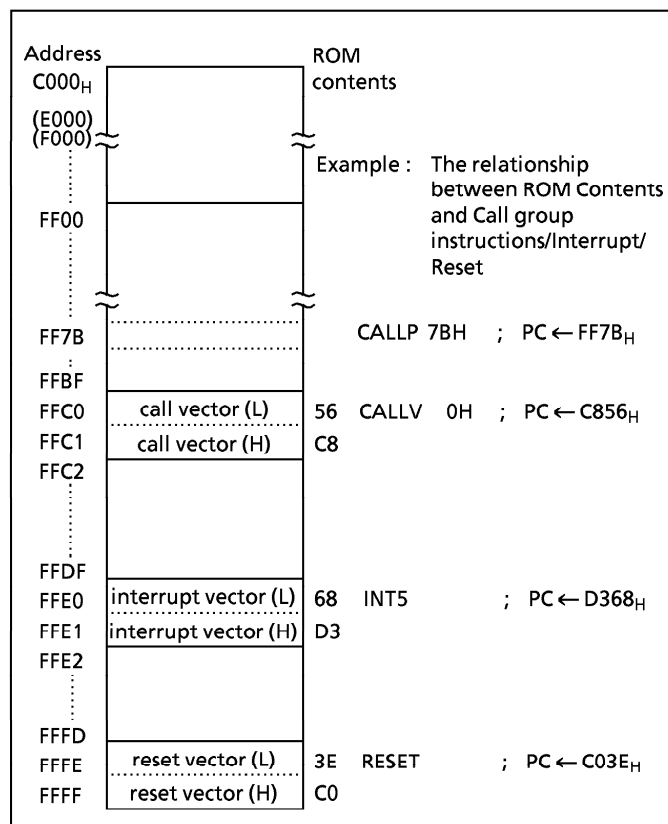 Address
ROM
C000H
contents
(E000)
(F000)
Example : The relationship
between ROM Contents
and Call group
instructions/Interrupt/
Reset
FF00
FF7B
CALLP 7BH ; PC ← FF7BH
FFBF
FFC0 call vector (L) 56 CALLV 0H ; PC ← C856H
FFC1 call vector (H) C8
FFC2
FFDF
FFE0 interrupt vector (L) 68 INT5 ; PC ← D368H
FFE1 interrupt vector (H) D3
FFE2
FFFD
FFFE reset vector (L) 3E RESET ; PC ← C03EH
FFFF reset vector (H) C0